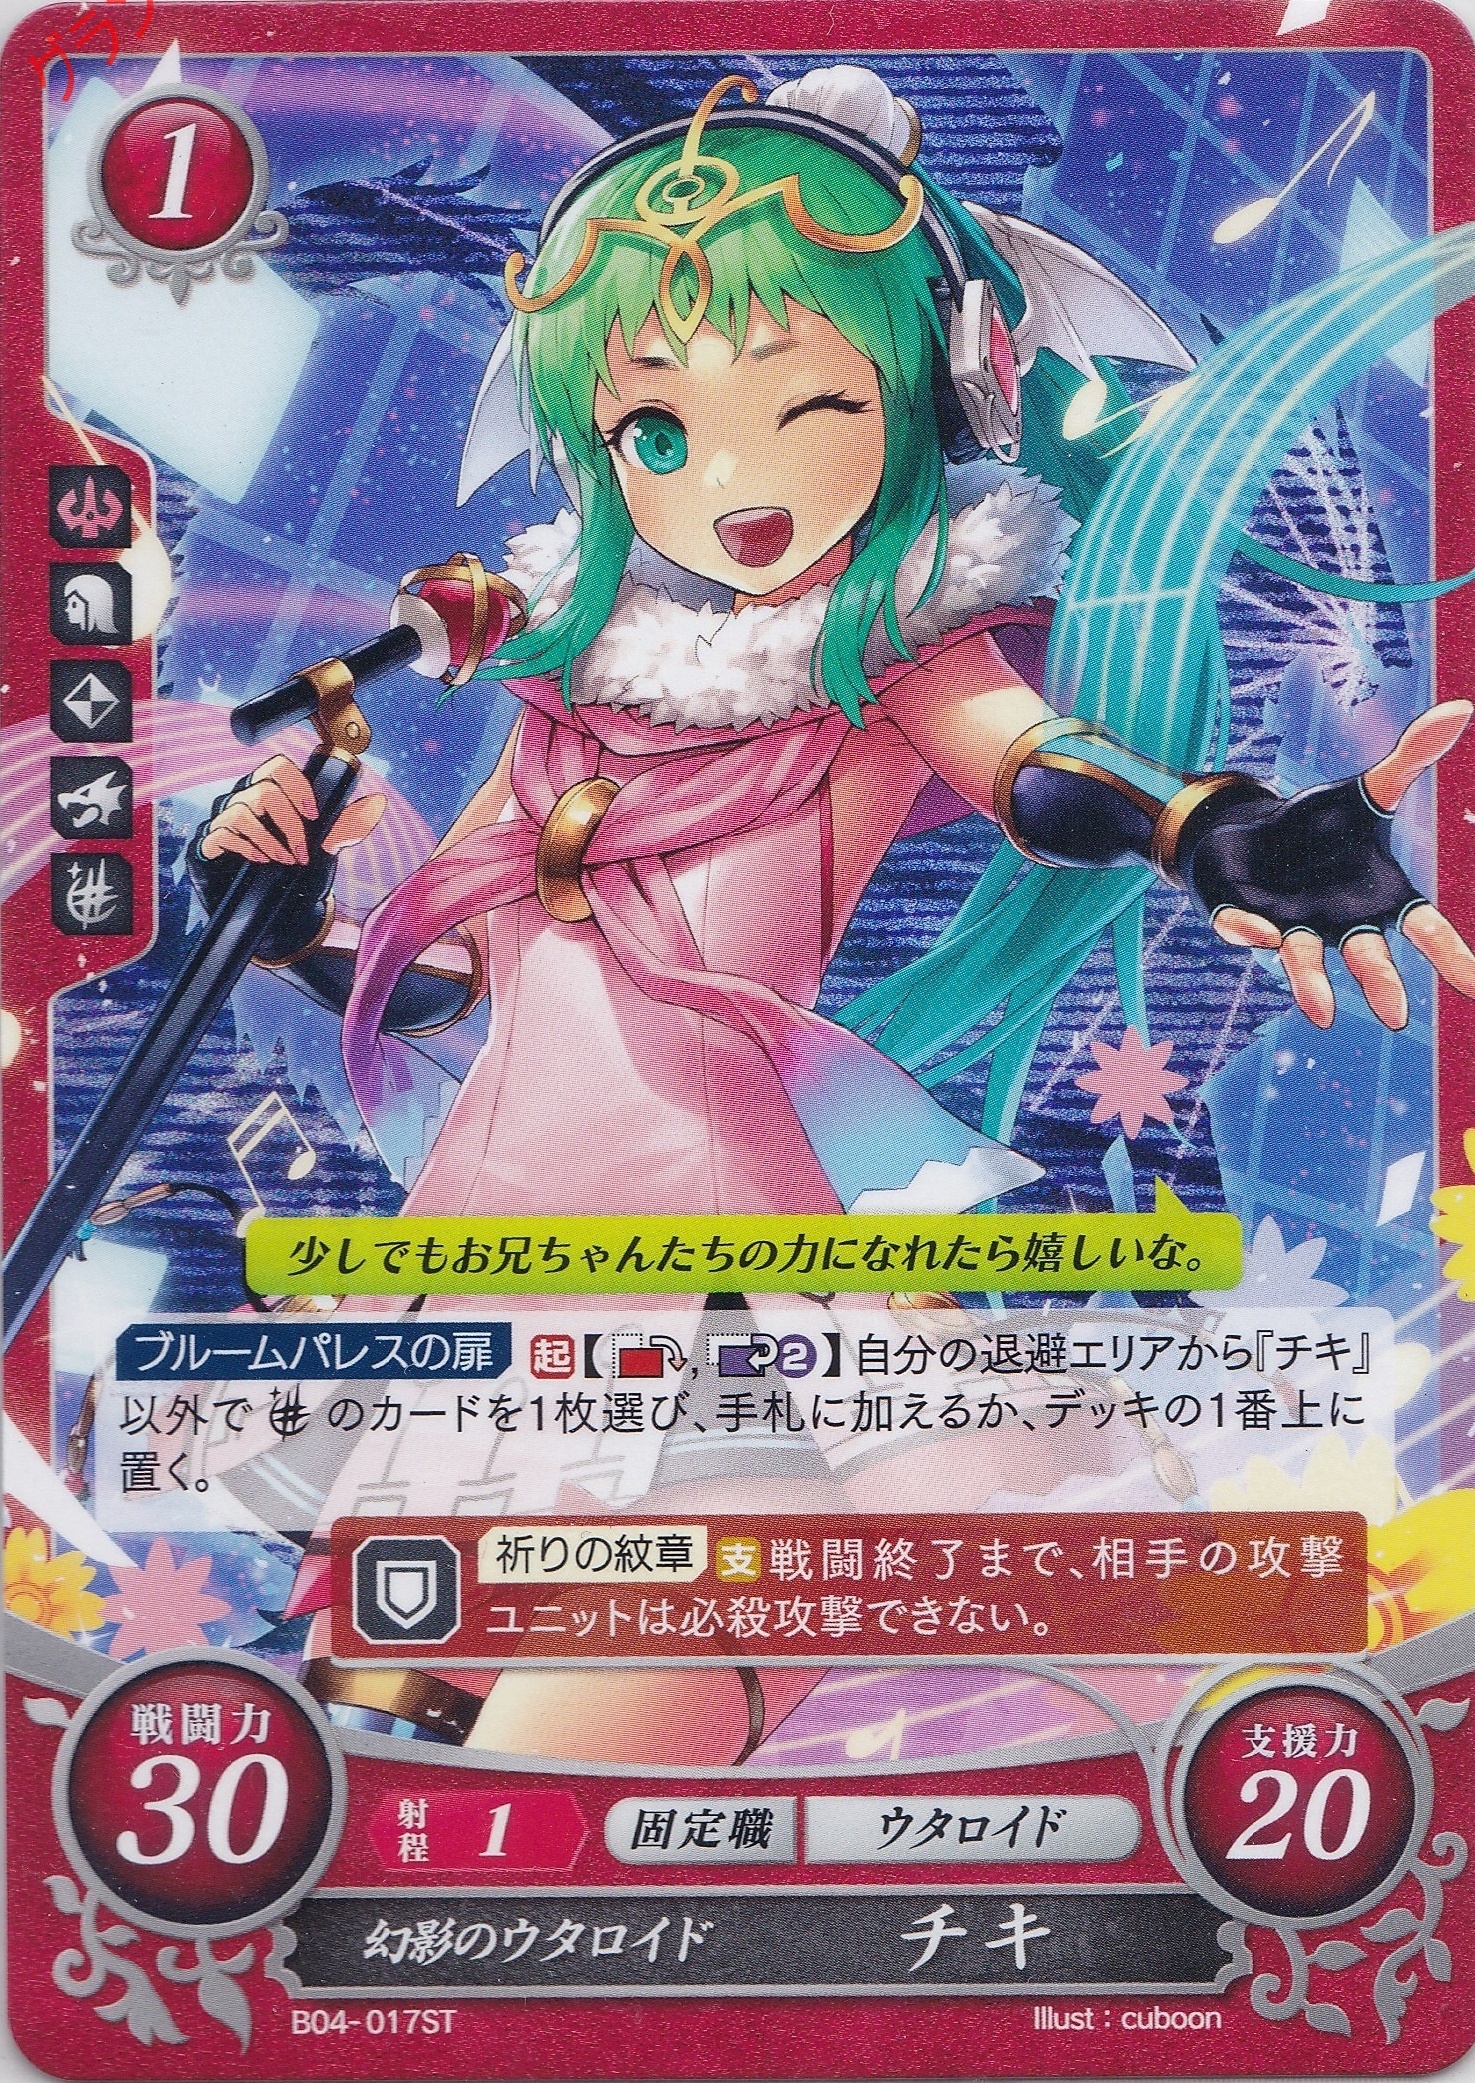 グラン
1
少しでもお兄ちゃんたちの力になれたら嬉しいな。
ブルームパレスの扉 起【 , 2】自分の退避エリアから『チキ』
以外で のカードを1枚選び、手札に加えるか、デッキの1番上に
置く。
祈りの紋章 支 戦闘終了まで、相手の攻撃
ユニットは必殺攻撃できない。
戦闘力
30
射程 1
固定職
ウタロイド
支援力
20
幻影のウタロイド チキ
B04-017ST
Illust : cuboon